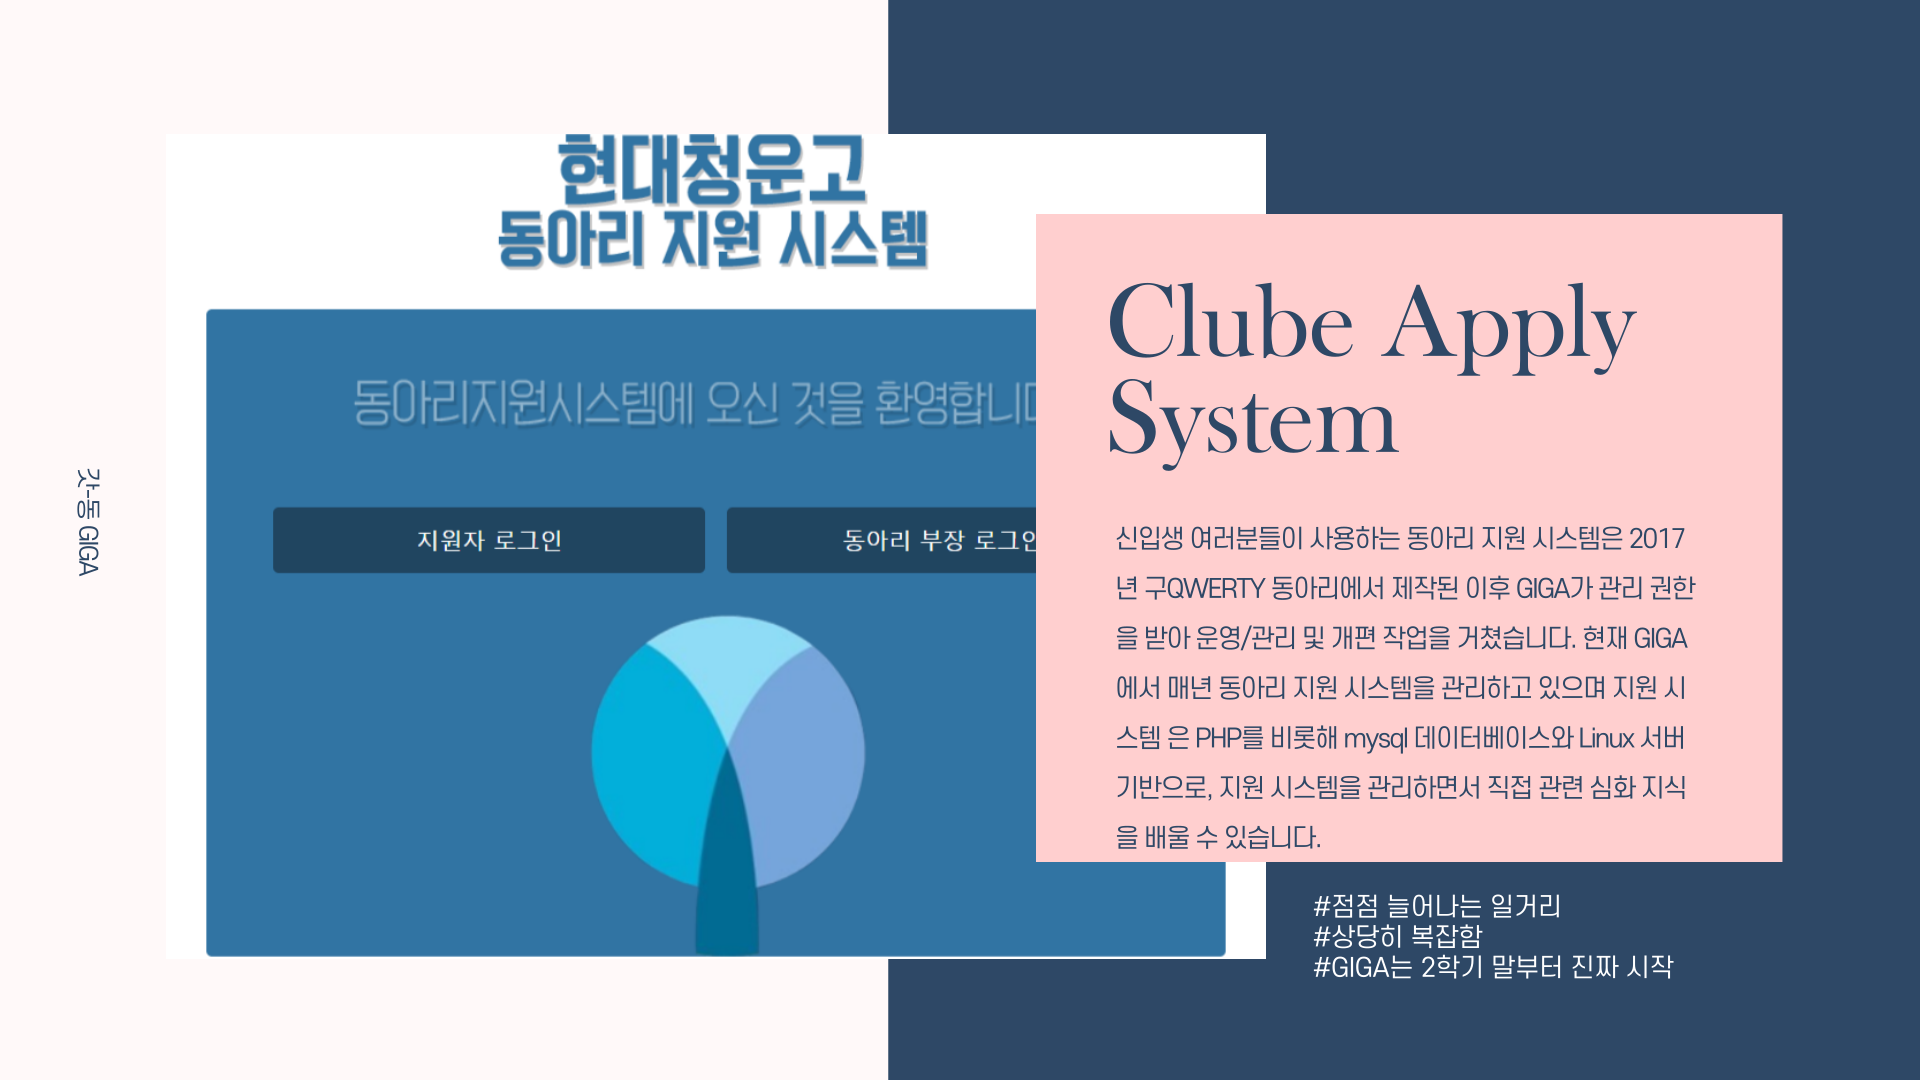 갓-동 GIGA
현대청운고
동아리 지원 시스템
동아리지원시스템에 오신 것을 환영합니
지원자 로그인
동아리 부장 로그인
Clube Apply
System
신입생 여러분들이 사용하는 동아리 지원 시스템은 2017
년 구QWERTY 동아리에서 제작된 이후 GIGA가 관리 권한
을 받아 운영/관리 및 개편 작업을 거쳤습니다. 현재 GIGA
에서 매년 동아리 지원 시스템을 관리하고 있으며 지원 시
스템 은 PHP를 비롯해 mysql 데이터베이스와 Linux 서버
기반으로, 지원 시스템을 관리하면서 직접 관련 심화 지식
을 배울 수 있습니다.
#점점 늘어나는 일거리
#상당히 복잡함
#GIGA는 2학기 말부터 진짜 시작